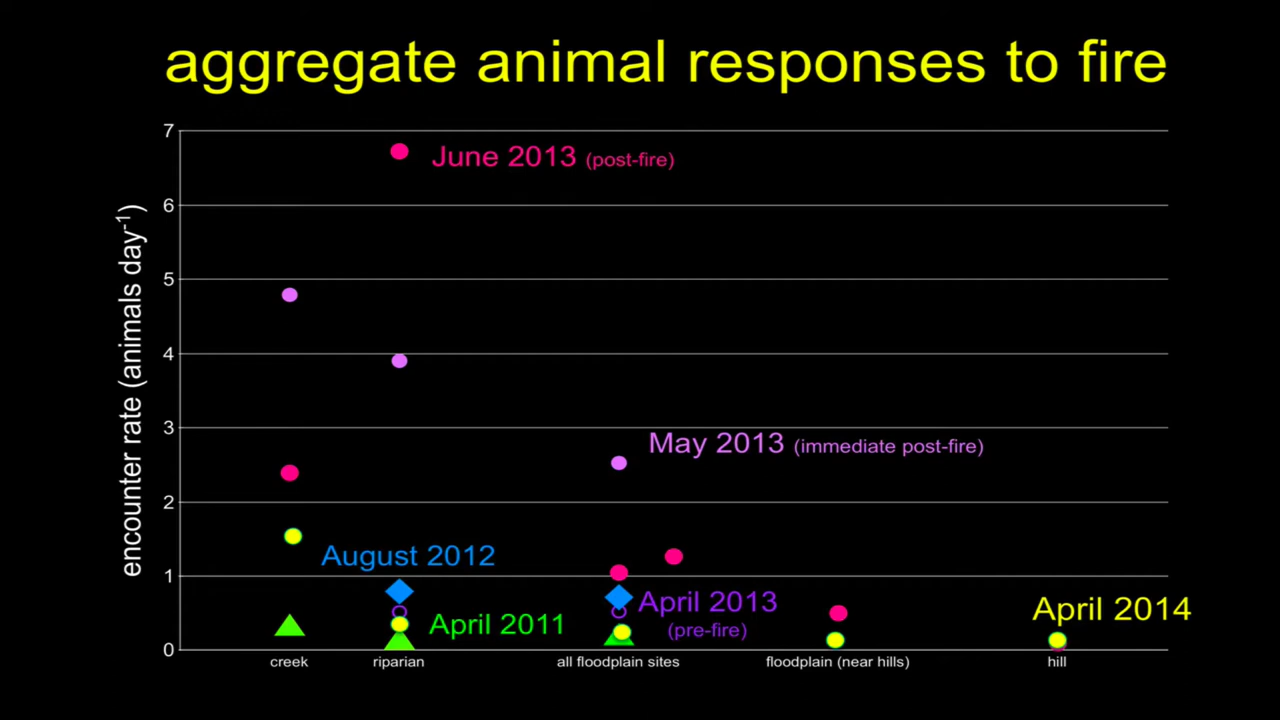 aggregate animal responses to fire
encounter rate (animals day-1)
7
6
5
4
3
2
1
0
June 2013 (post-fire)
May 2013 (immediate post-fire)
August 2012
April 2013
(pre-fire)
April 2011
April 2014
creek
riparian
all floodplain sites
floodplain (near hills)
hill